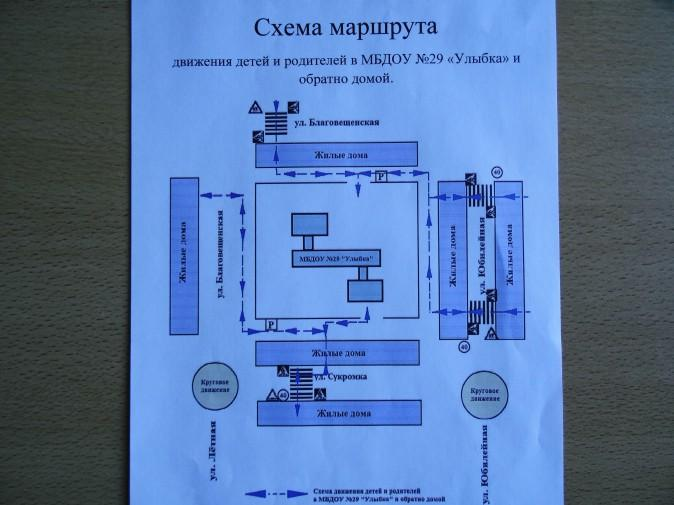 Схема маршрута
движения детей и родителей в МБДОУ №29 «Улыбка» и
обратно домой.
ул. Благовещенская
Жилые дома
P
40
Жилые дома
ул. Благовещенская
МБДОУ №29 "Улыбка"
Жилые дома
ул. Юбилейная
Жилые дома
P
40
Жилые дома
ул. Сукромка
Круговое
движение
40
Жилые дома
Круговое
движение
ул. Лётная
ул. Юбилейная
Схема движения детей и родителей
в МБДОУ №29 "Улыбка" и обратно домой